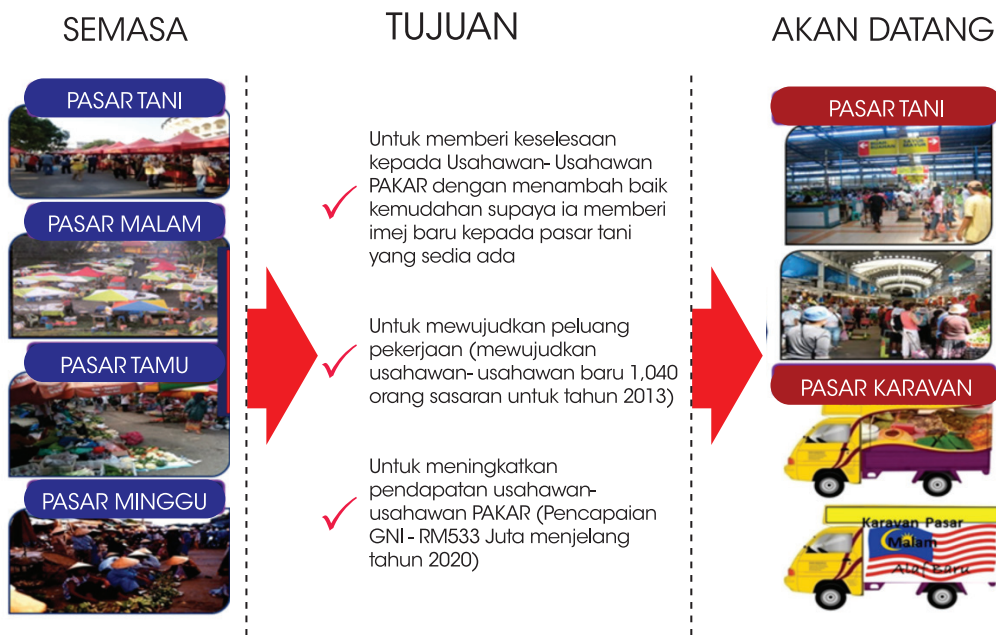 SEMASA
PASAR TANI
PASAR MALAM
PASAR TAMU
PASAR MINGGU
TUJUAN
Untuk memberi keselesaan
kepada Usahawan- Usahawan
PAKAR dengan menambah baik
kemudahan supaya ia memberi
imej baru kepada pasar tani
yang sedia ada
Untuk mewujudkan peluang
pekerjaan (mewujudkan
usahawan- usahawan baru 1,040
orang sasaran untuk tahun 2013)
Untuk meningkatkan
pendapatan usahawan-
usahawan PAKAR (Pencapaian
GNI - RM533 Juta menjelang
tahun 2020)
AKAN DATANG
PASAR TANI
PASAR KARAVAN
Karavan Pasar
Malam
Alaf Baru